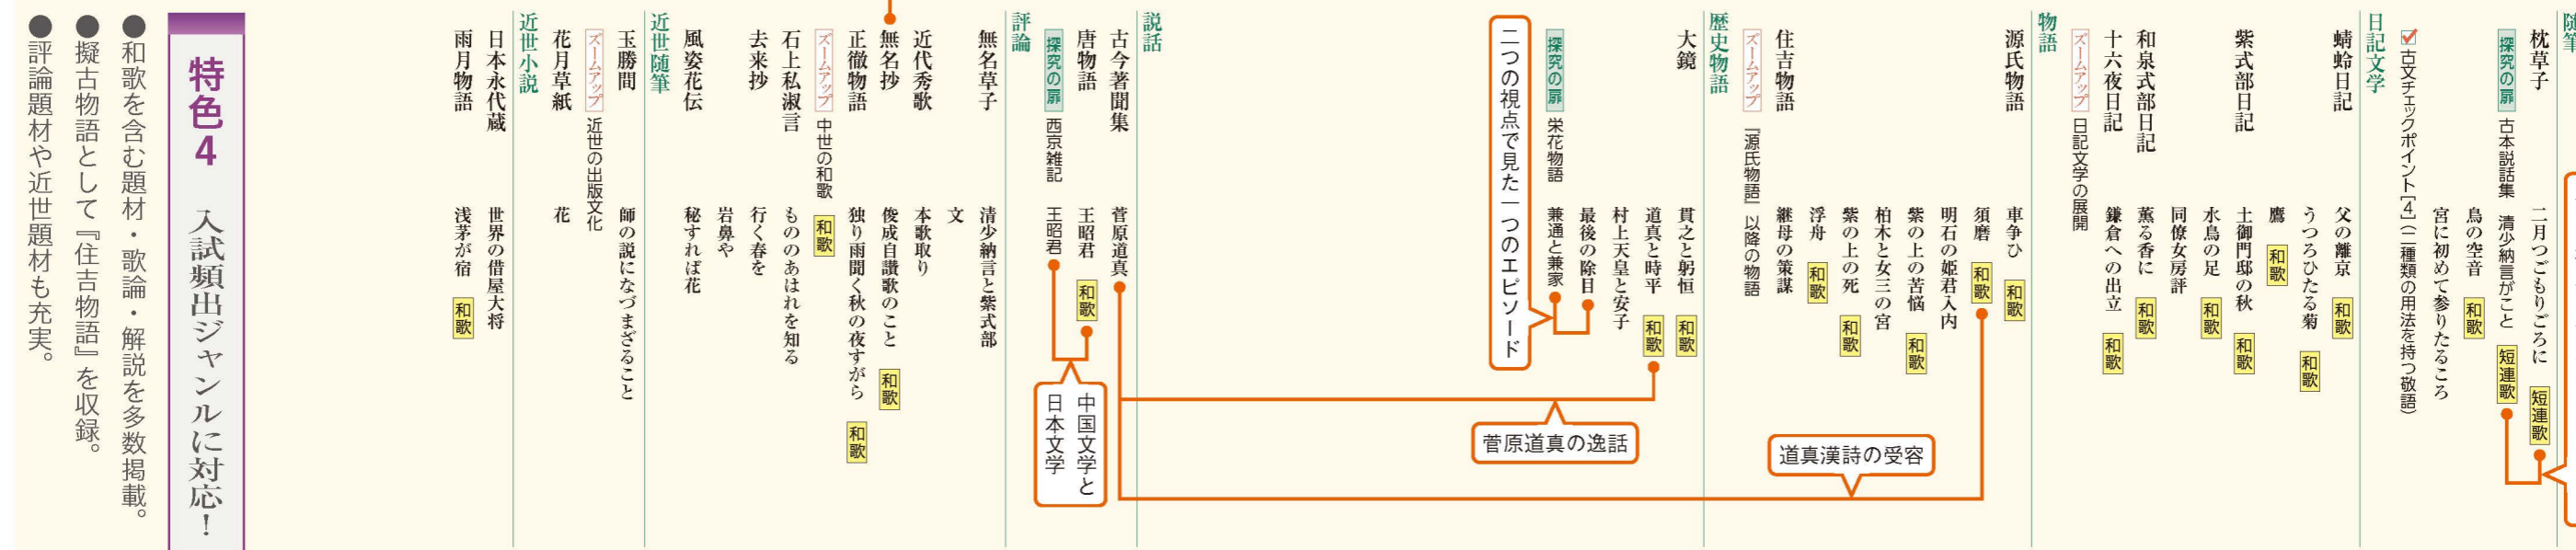 随筆
枕草子 二月つごもりごろに 短連歌
探究の扉 古本説話集 清少納言がこと 短連歌
鳥の空音 和歌
宮に初めて参りたるころ
古文チェックポイント[4](二種類の用法を持つ敬語)
日記文学
蜻蛉日記 父の離京 和歌
うつろひたる菊 和歌
鷹 和歌
紫式部日記 土御門邸の秋 和歌
水鳥の足 和歌
同僚女房評
和泉式部日記 薫る香に 和歌
十六夜日記 鎌倉への出立 和歌
ズームアップ 日記文学の展開
物語
源氏物語 車争ひ 和歌
須磨 和歌
明石の姫君入内
紫の上の苦悩 和歌
柏木と女三の宮
紫の上の死 和歌
浮舟 和歌
住吉物語 継母の策謀
ズームアップ 『源氏物語』以降の物語
歴史物語
大鏡 貫之と躬恒 和歌
道真と時平 和歌
村上天皇と安子
最後の除目
探究の扉 栄花物語 兼通と兼家
二つの視点で見た一つのエピソード
道真漢詩の受容
菅原道真の逸話
説話
古今著聞集 菅原道真
唐物語 王昭君 和歌
探究の扉 西京雑記 王昭君
中国文学と
日本文学
評論
無名草子 清少納言と紫式部
文
近代秀歌 本歌取り
無名抄 俊成自讃歌のこと 和歌
正徹物語 独り雨聞く秋の夜すがら 和歌
ズームアップ 中世の和歌 和歌
石上私淑言 もののあはれを知る
去来抄 行く春を
岩鼻や
風姿花伝 秘すれば花
近世随筆
玉勝間 師の説になづまざること
ズームアップ 近世の出版文化
花月草紙 花
近世小説
日本永代蔵 世界の借屋大将
雨月物語 浅茅が宿 和歌
特色4 入試頻出ジャンルに対応!
●和歌を含む題材・歌論・解説を多数掲載。
●擬古物語として『住吉物語』を収録。
●評論題材や近世題材も充実。